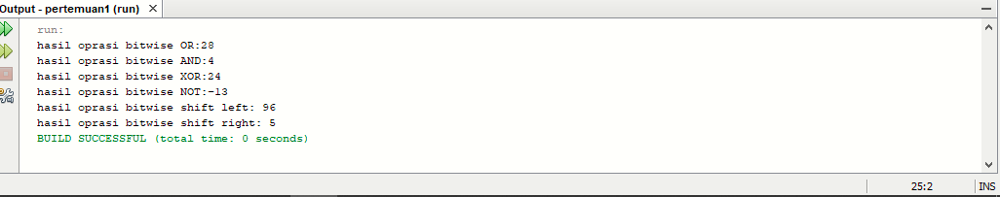 Output - pertemuan1 (run) ×
run:
hasil oprasi bitwise OR:28
hasil oprasi bitwise AND:4
hasil oprasi bitwise XOR:24
hasil oprasi bitwise NOT:-13
hasil oprasi bitwise shift left: 96
hasil oprasi bitwise shift right: 5
BUILD SUCCESSFUL (total time: 0 seconds)
25:2 INS